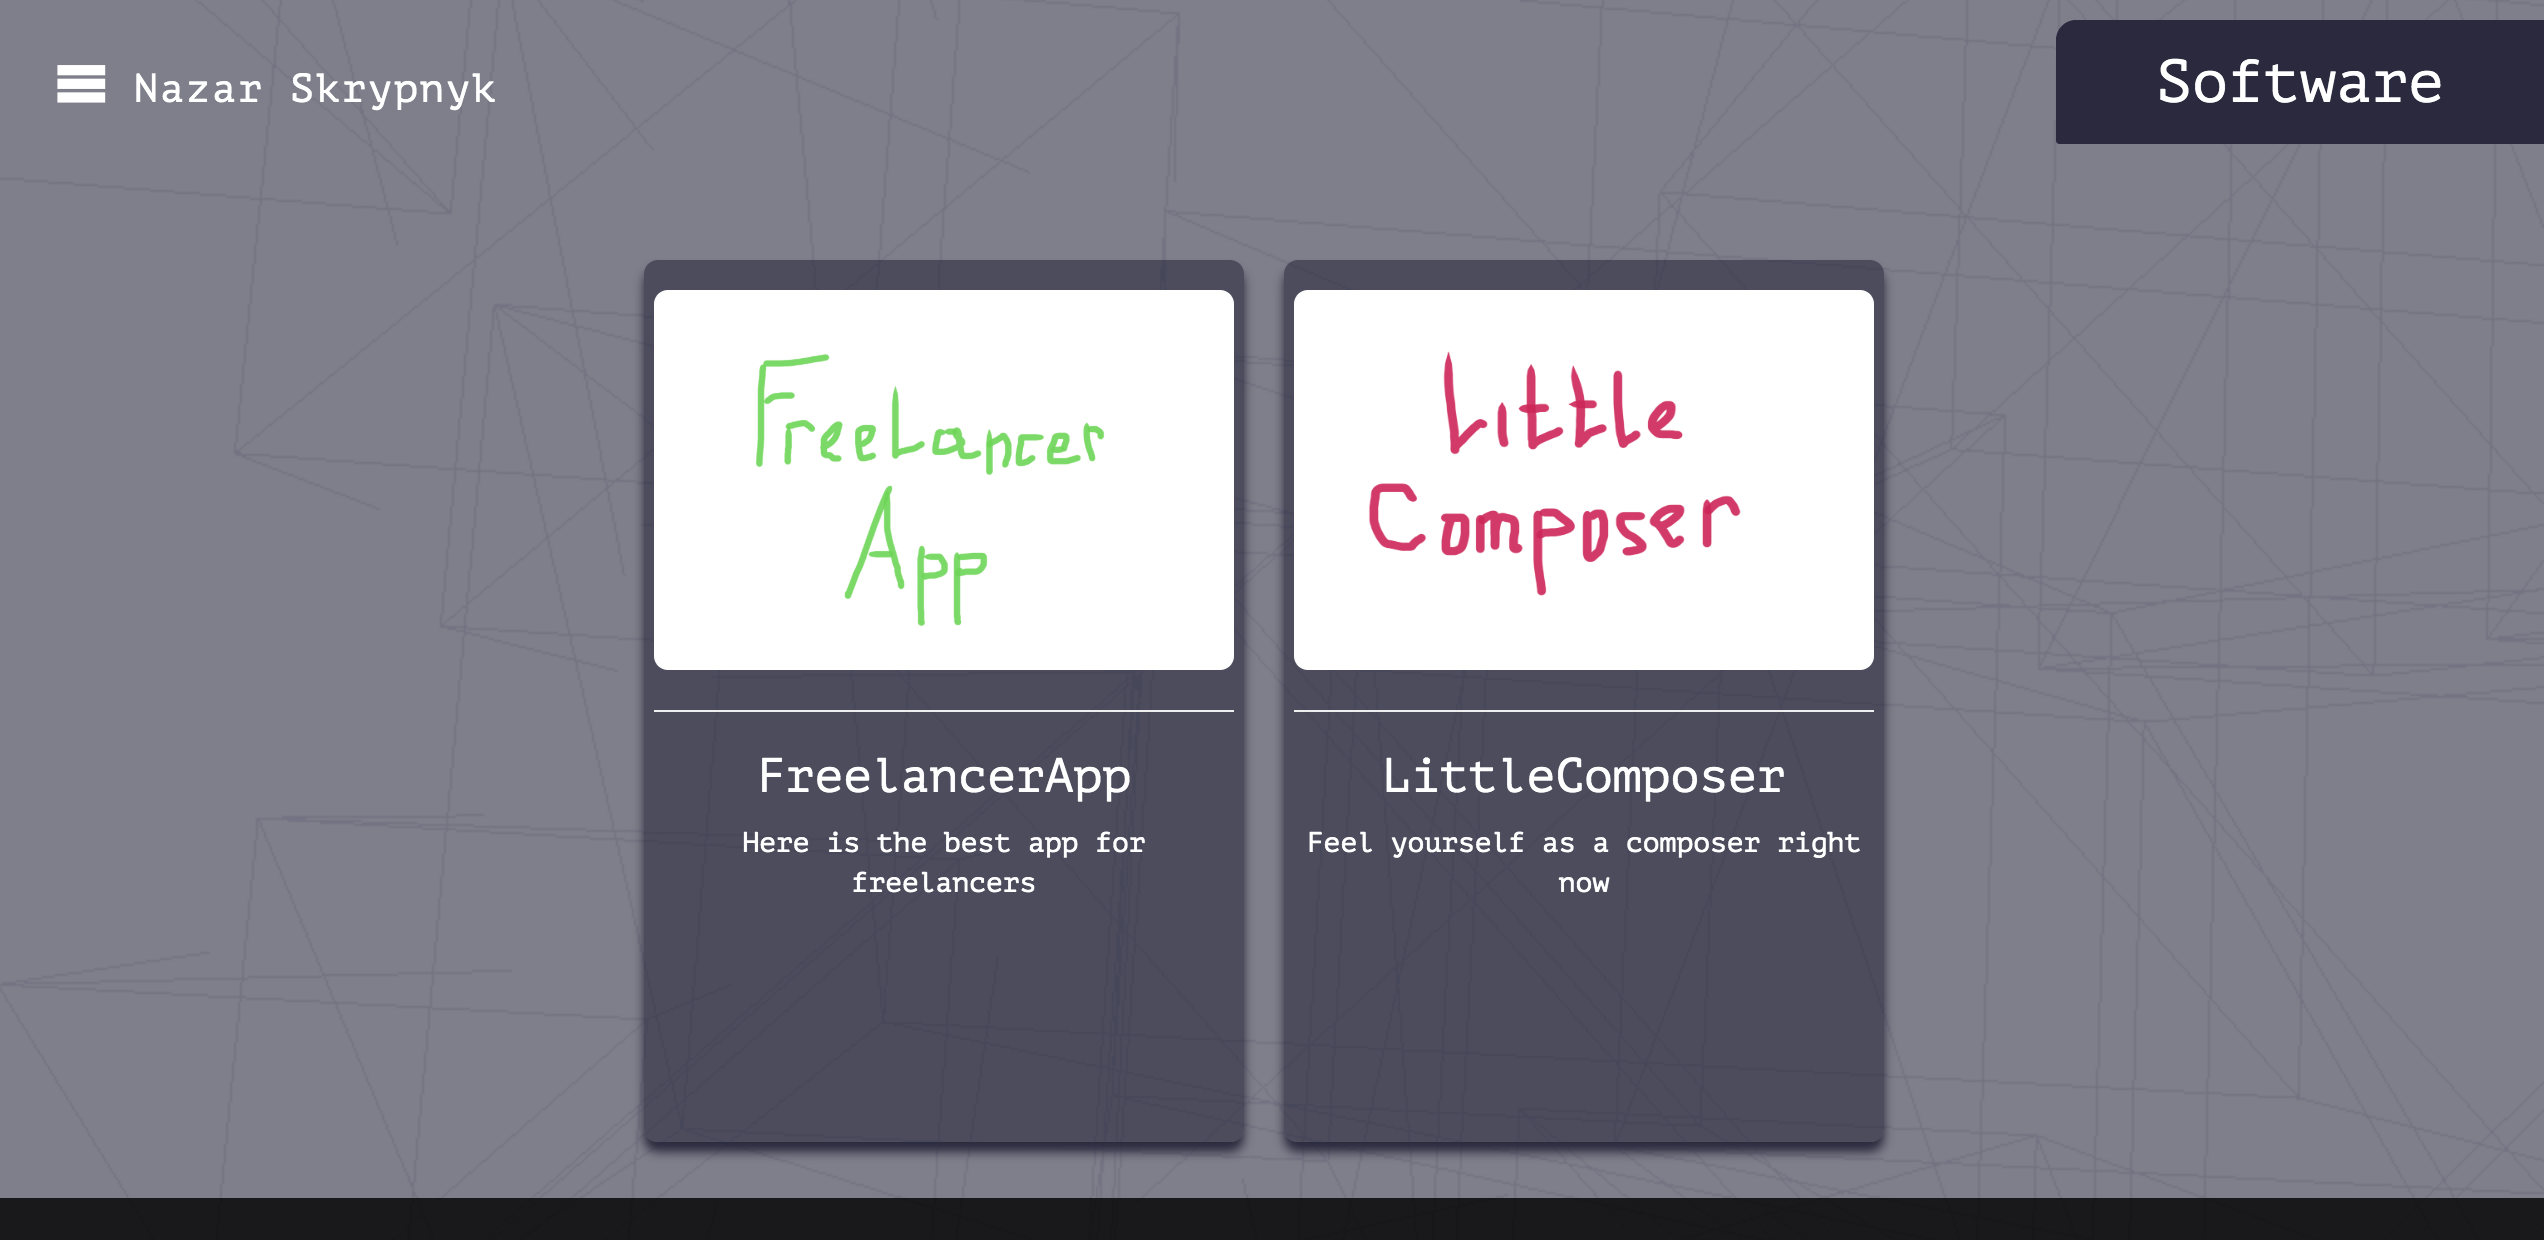 Nazar Skrypnyk
Software
FreeLancer
App
Little
Composer
FreelancerApp
Here is the best app for
freelancers
LittleComposer
Feel yourself as a composer right
now